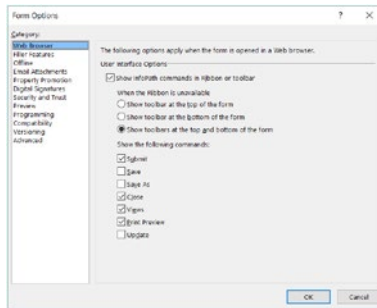 Form Options
? X
Category:
Web Browser
Filler Features
Offline
Email Attachments
Property Promotion
Digital Signatures
Security and Trust
Preview
Programming
Compatibility
Versioning
Advanced
The following options apply when the form is opened in a Web browser.
User Interface Options
Show InfoPath commands in Ribbon or toolbar
When the Ribbon is unavailable
Show toolbar at the top of the form
Show toolbar at the bottom of the form
Show toolbars at the top and bottom of the form
Show the following commands:
Submit
Save
Save As
Close
Views
Print Preview
Update
OK
Cancel